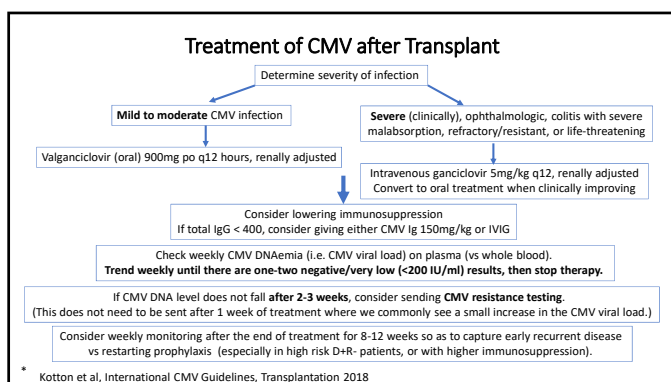 Treatment of CMV after Transplant
Determine severity of infection
Mild to moderate CMV infection
Severe (clinically), ophthalmologic, colitis with severe
malabsorption, refractory/resistant, or life-threatening
Valganciclovir (oral) 900mg po q12 hours, renally adjusted
Intravenous ganciclovir 5mg/kg q12, renally adjusted
Convert to oral treatment when clinically improving
Consider lowering immunosuppression
If total IgG < 400, consider giving either CMV Ig 150mg/kg or IVIG
Check weekly CMV DNAemia (i.e. CMV viral load) on plasma (vs whole blood).
Trend weekly until there are one-two negative/very low (<200 IU/ml) results, then stop therapy.
If CMV DNA level does not fall after 2-3 weeks, consider sending CMV resistance testing.
(This does not need to be sent after 1 week of treatment where we commonly see a small increase in the CMV viral load.)
Consider weekly monitoring after the end of treatment for 8-12 weeks so as to capture early recurrent disease
vs restarting prophylaxis (especially in high risk D+R- patients, or with higher immunosuppression).
* Kotton et al, International CMV Guidelines, Transplantation 2018